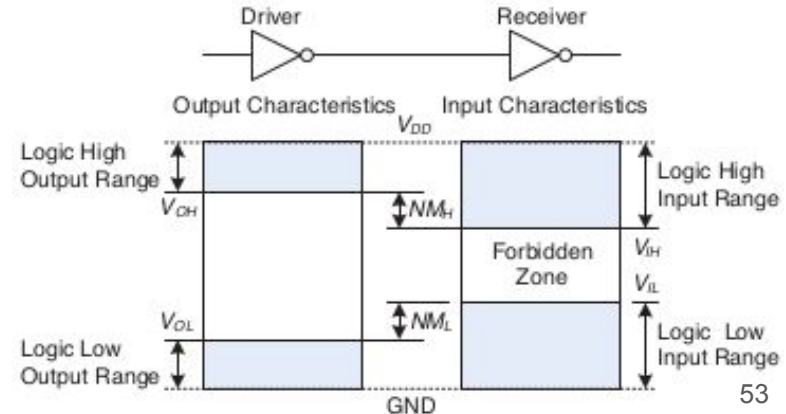 Driver
Receiver
Output Characteristics
Input Characteristics
VDD
Logic High
Output Range
Logic High
Input Range
VOH
NMH
Forbidden
Zone
VIH
VIL
VOL
NML
Logic Low
Output Range
Logic Low
Input Range
GND
53